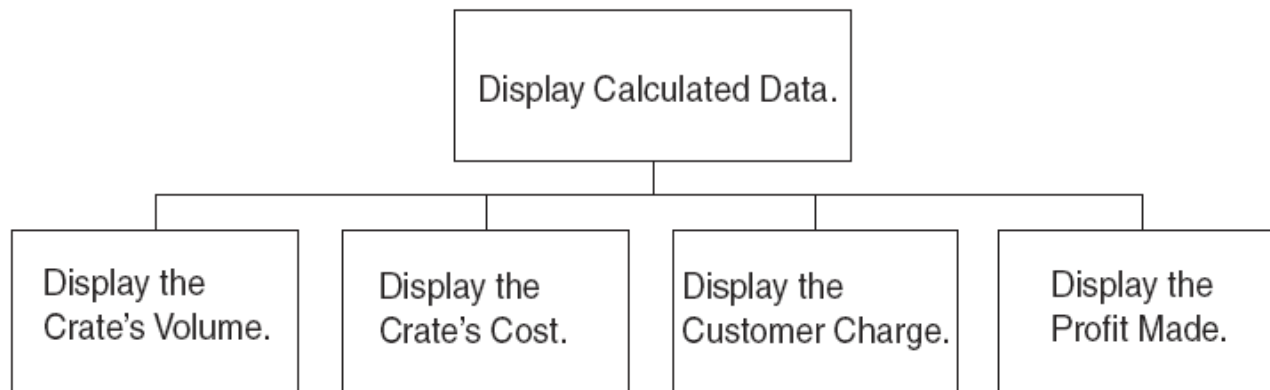 Display Calculated Data.
Display the
Crate's Volume.
Display the
Crate's Cost.
Display the
Customer Charge.
Display the
Profit Made.